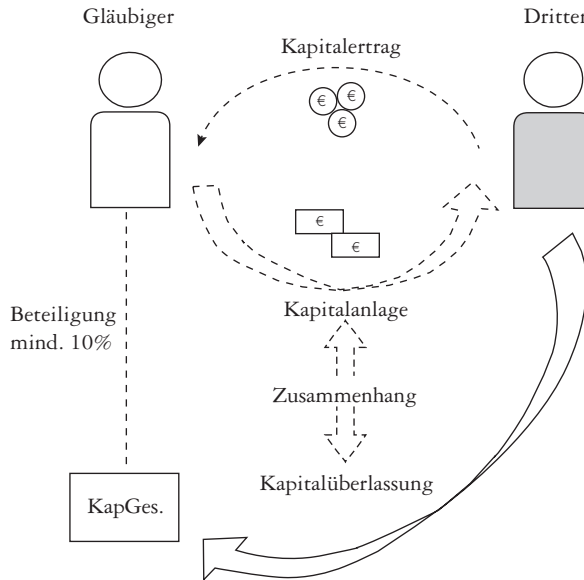 Gläubiger
Dritter
Kapitalertrag
€
€
€
€
€
Kapitalanlage
Beteiligung
mind. 10%
Zusammenhang
Kapitalüberlassung
KapGes.